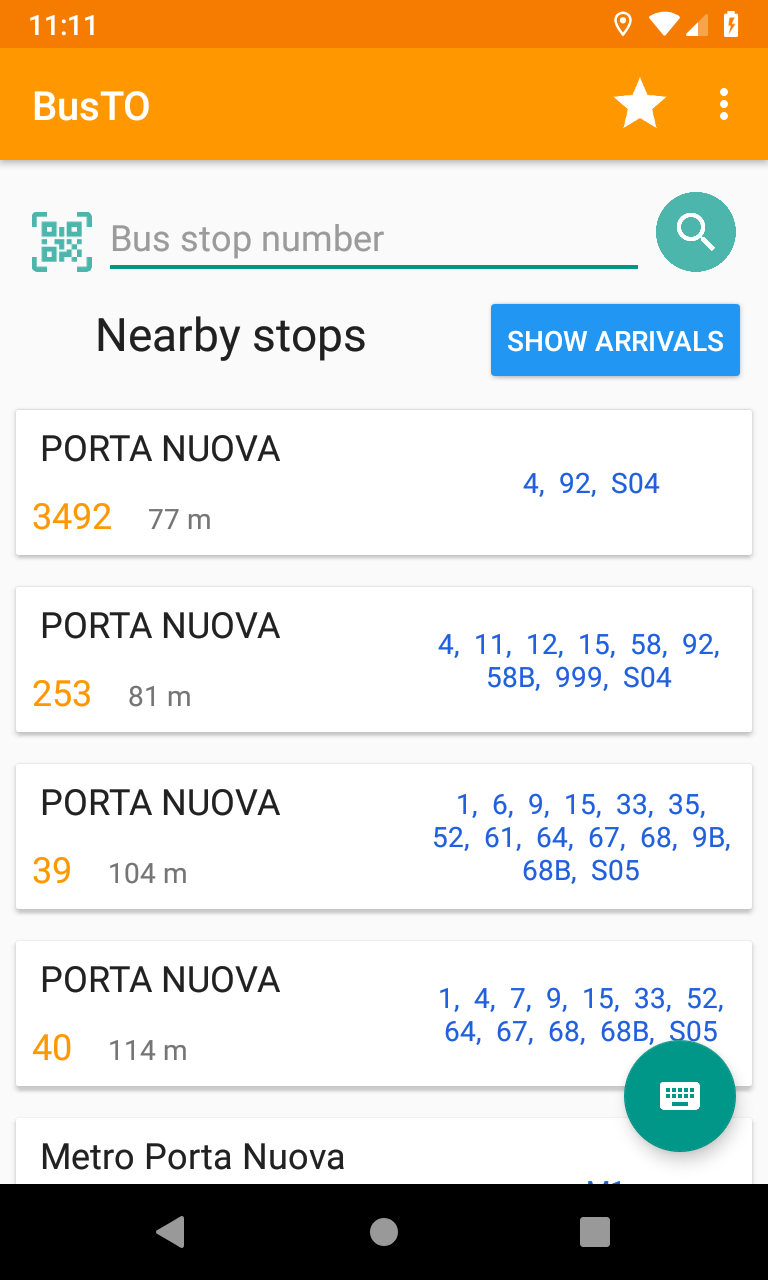 11:11
BusTO
Bus stop number
Nearby stops
SHOW ARRIVALS
PORTA NUOVA
4, 92, S04
3492 77 m
PORTA NUOVA
4, 11, 12, 15, 58, 92,
58B, 999, S04
253 81 m
PORTA NUOVA
1, 6, 9, 15, 33, 35,
52, 61, 64, 67, 68, 9B,
68B, S05
39 104 m
PORTA NUOVA
1, 4, 7, 9, 15, 33, 52,
64, 67, 68, 68B, S05
40 114 m
Metro Porta Nuova